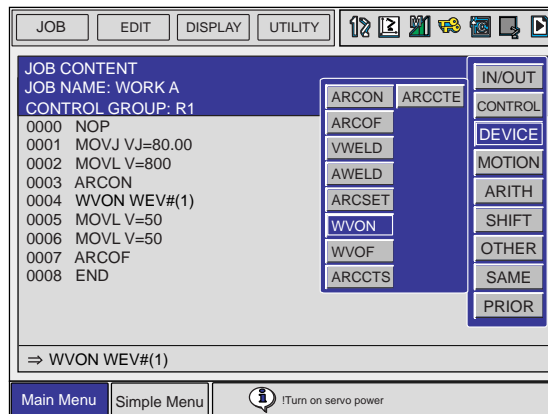 JOB EDIT DISPLAY UTILITY
JOB CONTENT
JOB NAME: WORK A
CONTROL GROUP: R1
0000 NOP
0001 MOVJ VJ=80.00
0002 MOVL V=800
0003 ARCON
0004 WVON WEV#(1)
0005 MOVL V=50
0006 MOVL V=50
0007 ARCOF
0008 END
ARCON ARCCTE
ARCOF
VWELD
AWELD
ARCSET
WVON
WVOF
ARCCTS
IN/OUT
CONTROL
DEVICE
MOTION
ARITH
SHIFT
OTHER
SAME
PRIOR
⇒ WVON WEV#(1)
Main Menu Simple Menu !Turn on servo power